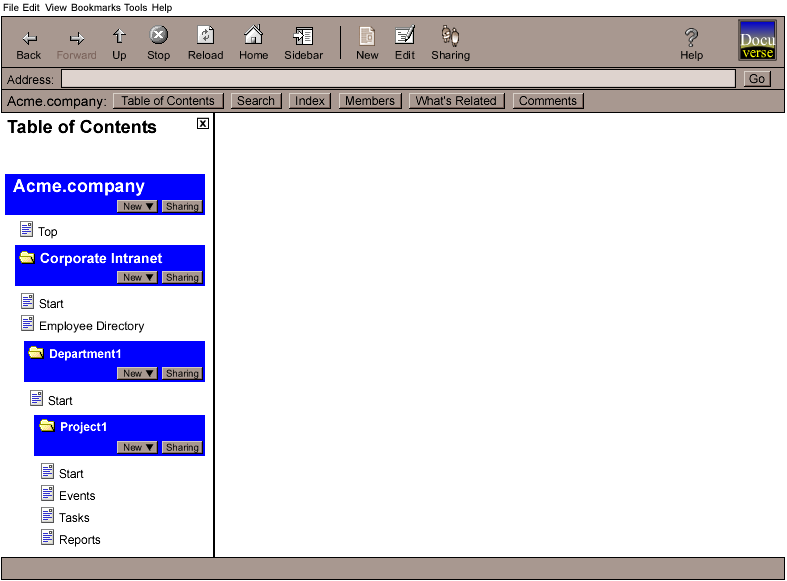 File Edit View Bookmarks Tools Help
Back Forward Up Stop Reload Home Sidebar New Edit Sharing Help
Docu
verse
Address: Go
Acme.company: Table of Contents Search Index Members What's Related Comments
Table of Contents X
Acme.company
New ▼ Sharing
Top
Corporate Intranet
New ▼ Sharing
Start
Employee Directory
Department1
New ▼ Sharing
Start
Project1
New ▼ Sharing
Start
Events
Tasks
Reports